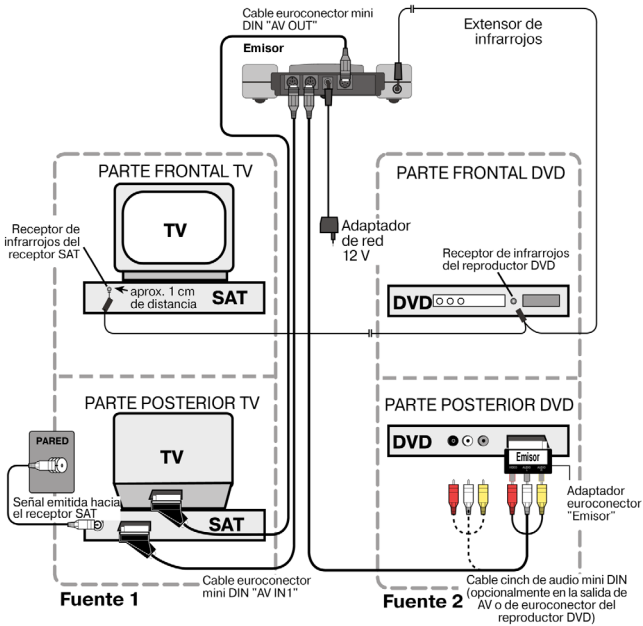 Cable euroconector mini
DIN "AV OUT"
Emisor
Extensor de
infrarrojos
PARTE FRONTAL TV
PARTE FRONTAL DVD
TV
Adaptador
de red
12 V
Receptor de
infrarrojos del
receptor SAT
Receptor de infrarrojos
del reproductor DVD
aprox. 1 cm
de distancia
SAT
DVD
PARTE POSTERIOR TV
PARTE POSTERIOR DVD
PARED
TV
DVD
Emisor
Señal emitida hacia
el receptor SAT
SAT
Adaptador
euroconector
"Emisor"
Cable euroconector
mini DIN "AV IN1"
Cable cinch de audio mini DIN
(opcionalmente en la salida de
AV o de euroconector del
reproductor DVD)
Fuente 1
Fuente 2